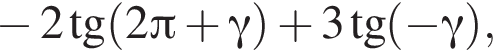 − 2 tg(2π + γ) + 3 tg(−γ),